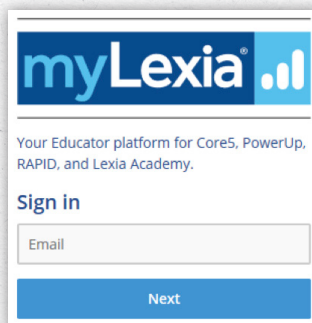 myLexia®
Your Educator platform for Core5, PowerUp,
RAPID, and Lexia Academy.
Sign in
Email
Next